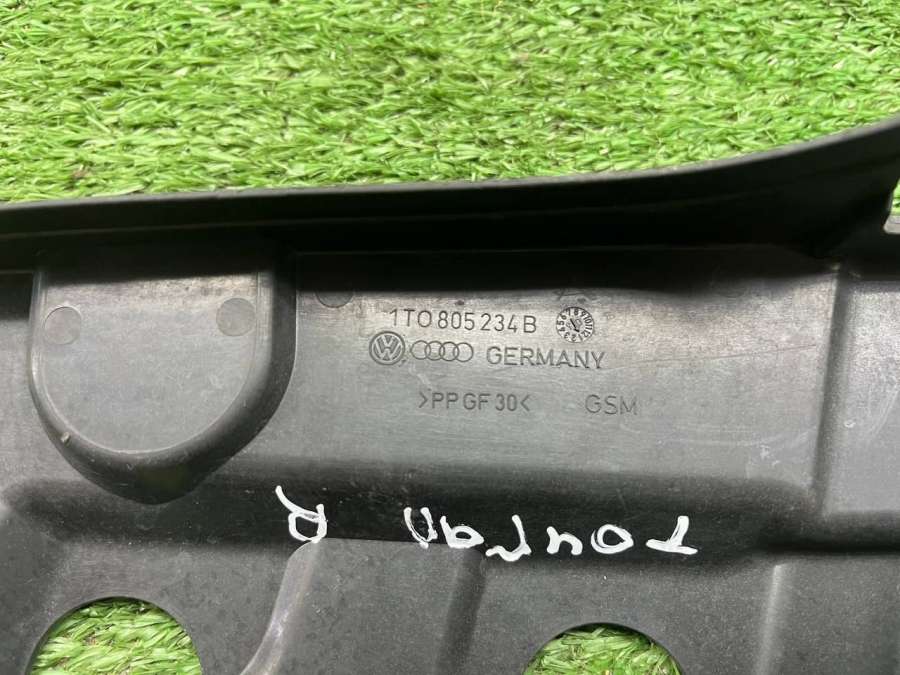 1T0 805 234 B
GERMANY
>PP GF 30<
GSM
Touran R